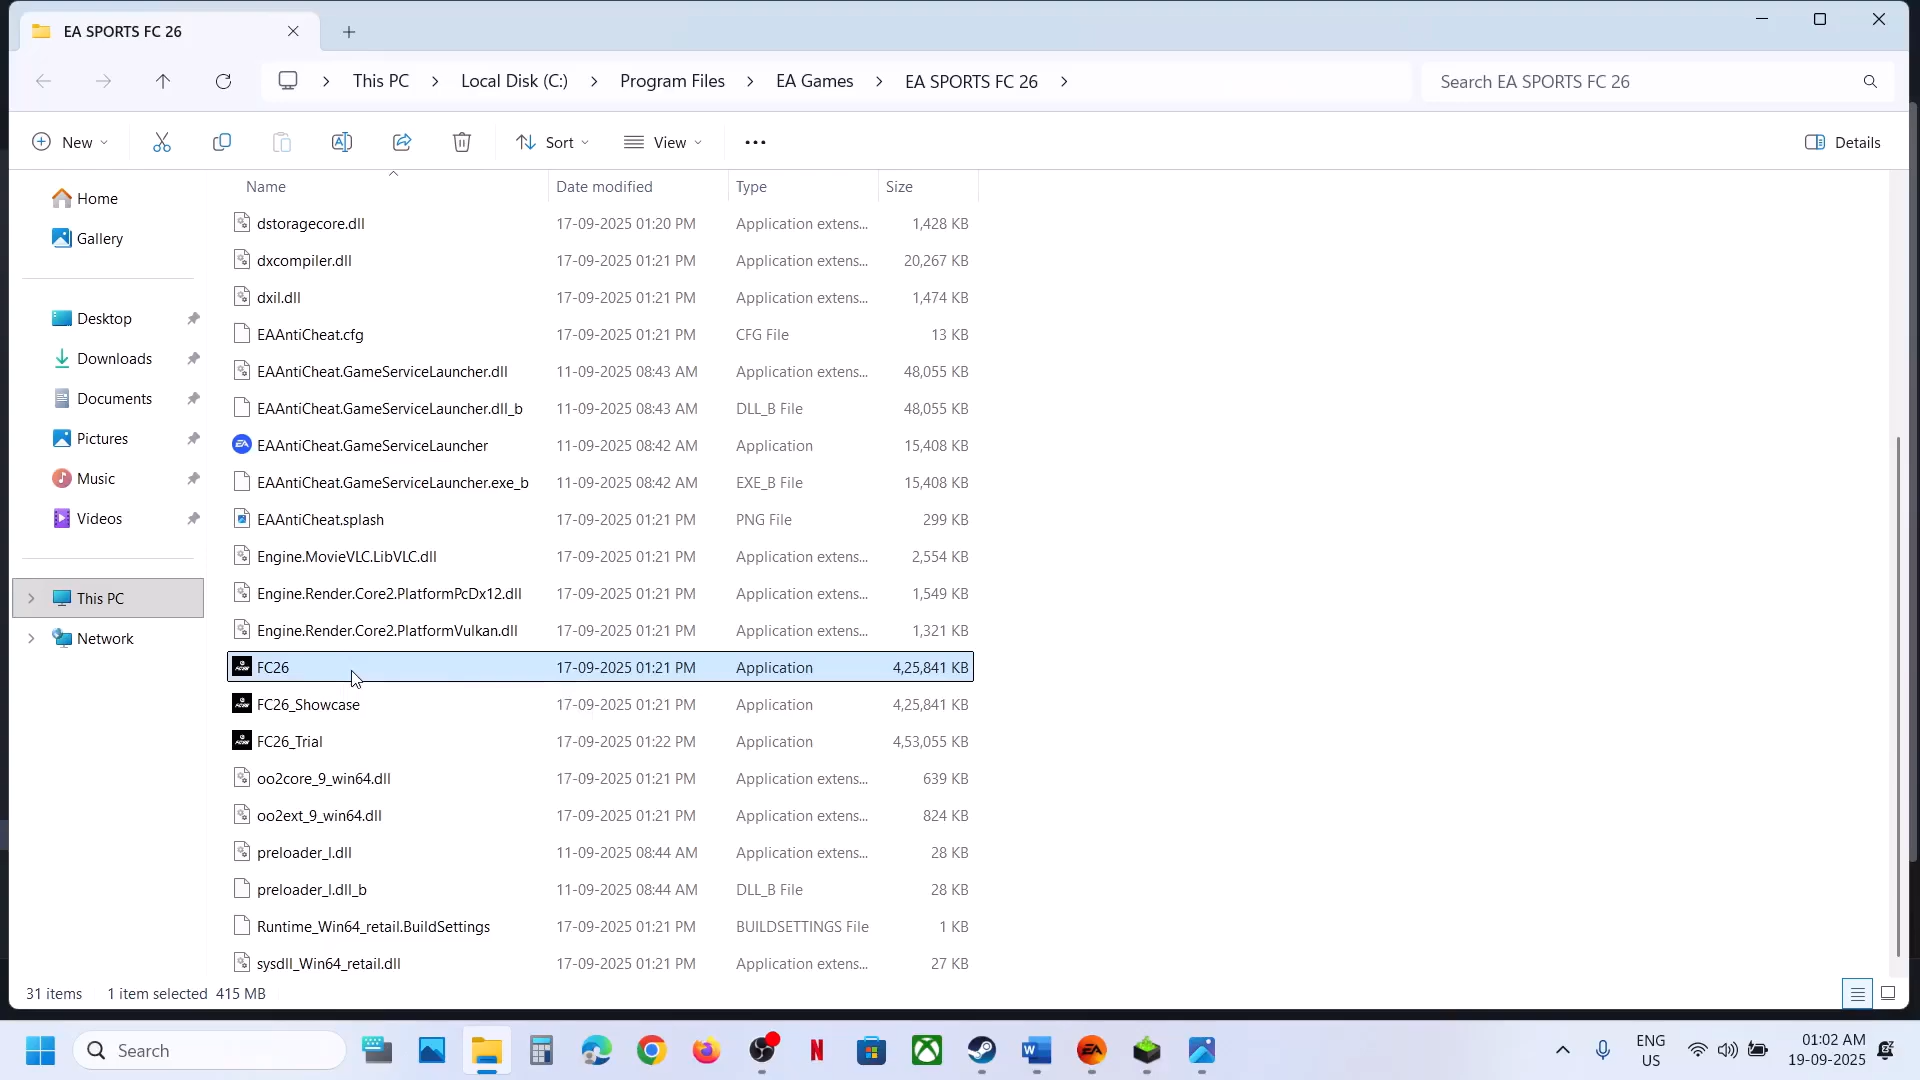 EA SPORTS FC 26
This PC
Local Disk (C:)
Program Files
EA Games
EA SPORTS FC 26
Search EA SPORTS FC 26
New
Sort
View
Details
Home
Gallery
Desktop
Downloads
Documents
Pictures
Music
Videos
This PC
Network
Name Date modified Type Size
dstoragecore.dll 17-09-2025 01:20 PM Application extens... 1,428 KB
dxcompiler.dll 17-09-2025 01:21 PM Application extens... 20,267 KB
dxil.dll 17-09-2025 01:21 PM Application extens... 1,474 KB
EAAntiCheat.cfg 17-09-2025 01:21 PM CFG File 13 KB
EAAntiCheat.GameServiceLauncher.dll 11-09-2025 08:43 AM Application extens... 48,055 KB
EAAntiCheat.GameServiceLauncher.dll_b 11-09-2025 08:43 AM DLL_B File 48,055 KB
EAAntiCheat.GameServiceLauncher 11-09-2025 08:42 AM Application 15,408 KB
EAAntiCheat.GameServiceLauncher.exe_b 11-09-2025 08:42 AM EXE_B File 15,408 KB
EAAntiCheat.splash 17-09-2025 01:21 PM PNG File 299 KB
Engine.MovieVLC.LibVLC.dll 17-09-2025 01:21 PM Application extens... 2,554 KB
Engine.Render.Core2.PlatformPcDx12.dll 17-09-2025 01:21 PM Application extens... 1,549 KB
Engine.Render.Core2.PlatformVulkan.dll 17-09-2025 01:21 PM Application extens... 1,321 KB
FC26 17-09-2025 01:21 PM Application 4,25,841 KB
FC26_Showcase 17-09-2025 01:21 PM Application 4,25,841 KB
FC26_Trial 17-09-2025 01:22 PM Application 4,53,055 KB
oo2core_9_win64.dll 17-09-2025 01:21 PM Application extens... 639 KB
oo2ext_9_win64.dll 17-09-2025 01:21 PM Application extens... 824 KB
preloader_l.dll 11-09-2025 08:44 AM Application extens... 28 KB
preloader_l.dll_b 11-09-2025 08:44 AM DLL_B File 28 KB
Runtime_Win64_retail.BuildSettings 17-09-2025 01:21 PM BUILDSETTINGS File 1 KB
sysdll_Win64_retail.dll 17-09-2025 01:21 PM Application extens... 27 KB
31 items 1 item selected 415 MB
Search
ENG
US
01:02 AM
19-09-2025